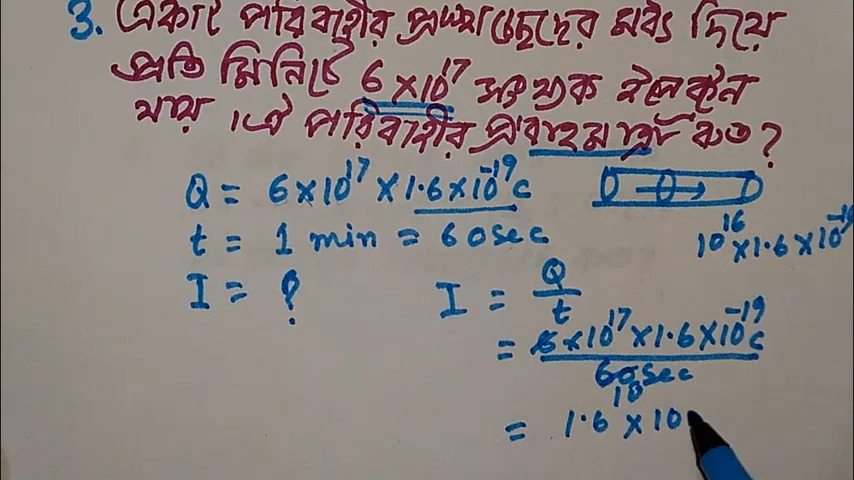 3. একটি পরিবাহীর প্রস্থচ্ছেদের মধ্য দিয়ে
প্রতি মিনিটে 6×10¹⁷ সংখ্যক ইলেকট্রন
যায়। ঐ পরিবাহীর প্রবাহমাত্রা কত?
Q = 6×10¹⁷×1.6×10⁻¹⁹c
t = 1 min = 60sec
10¹⁶×1.6×10⁻¹⁹
I = ?
I = Q/t
= 6×10¹⁷×1.6×10⁻¹⁹c / 60sec
10
= 1.6×10